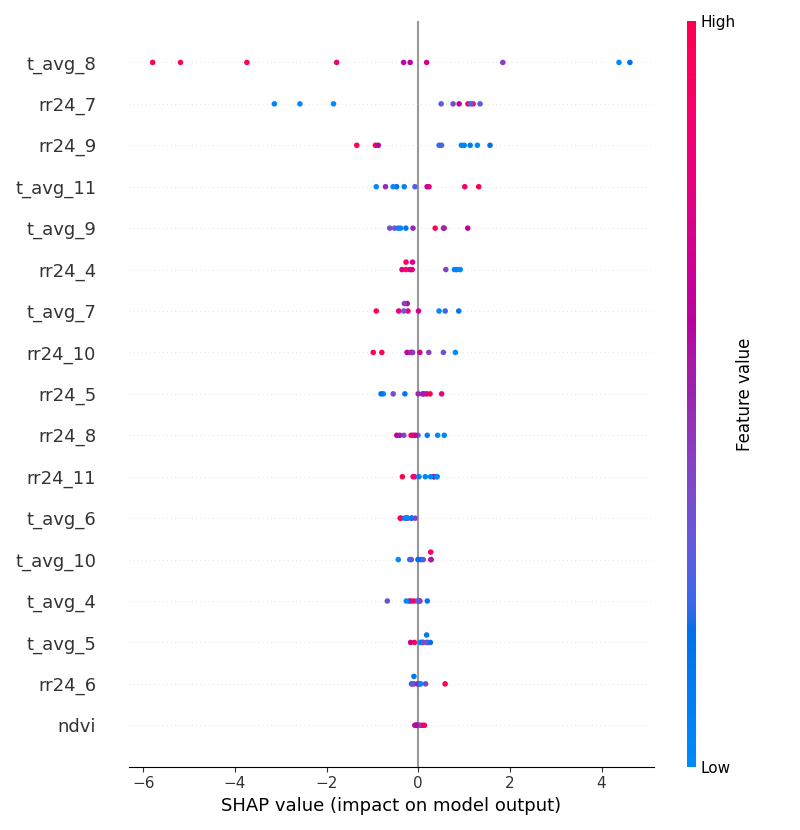 High
t_avg_8
rr24_7
rr24_9
t_avg_11
t_avg_9
rr24_4
t_avg_7
rr24_10
rr24_5
rr24_8
rr24_11
t_avg_6
t_avg_10
t_avg_4
t_avg_5
rr24_6
ndvi
Feature value
Low
−6 −4 −2 0 2 4
SHAP value (impact on model output)